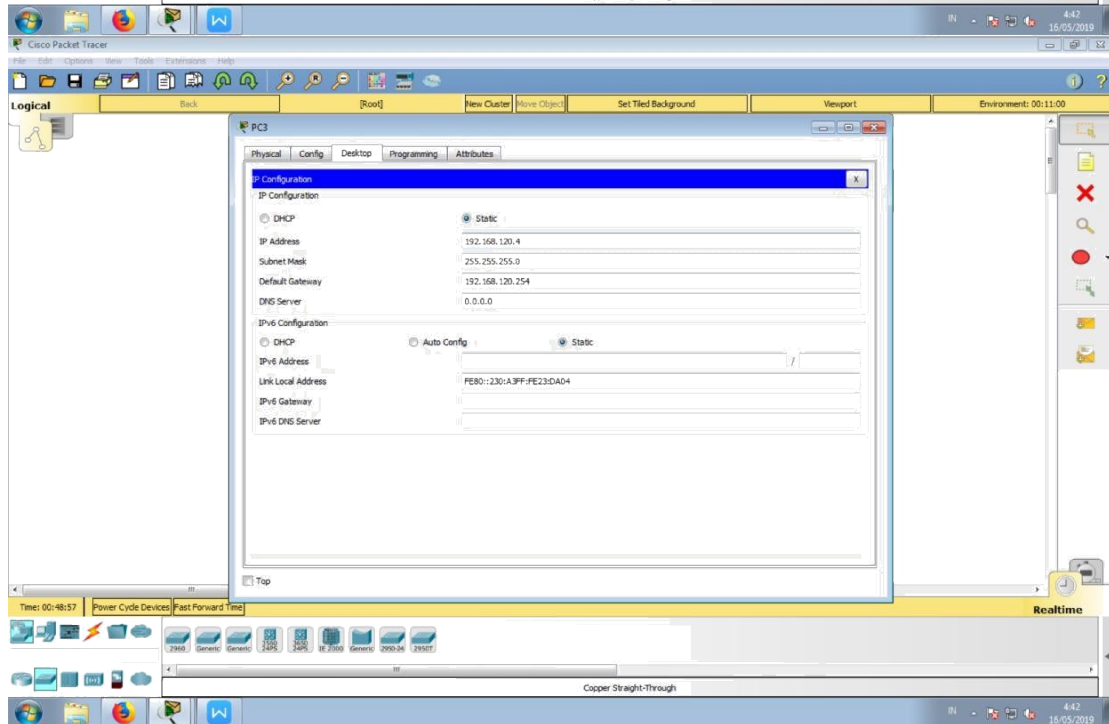 IN 4:42
16/05/2019
Cisco Packet Tracer
File Edit Options View Tools Extensions Help
Logical Back [Root] New Cluster Move Object Set Tiled Background Viewport Environment: 00:11:00
PC3
Physical Config Desktop Programming Attributes
IP Configuration X
IP Configuration
DHCP Static
IP Address 192.168.120.4
Subnet Mask 255.255.255.0
Default Gateway 192.168.120.254
DNS Server 0.0.0.0
IPv6 Configuration
DHCP Auto Config Static
IPv6 Address /
Link Local Address FE80::230:A3FF:FE23:DA04
IPv6 Gateway
IPv6 DNS Server
Top
Time: 00:48:57 Power Cycle Devices Fast Forward Time Realtime
2960 Generic Generic 3560 24PS 3650 24PS IE 2000 Generic 2950-24 2950T
Copper Straight-Through
IN 4:42
16/05/2019